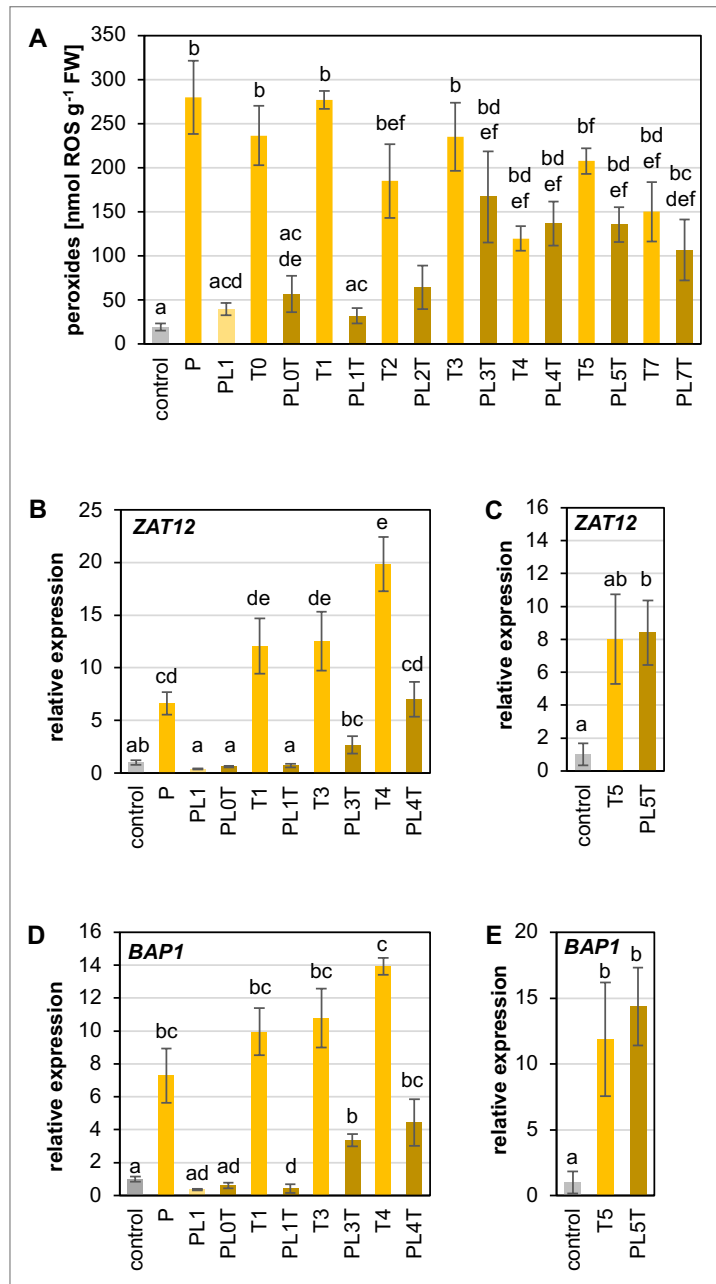 A
peroxides [nmol ROS g⁻¹ FW]
350
300
250
200
150
100
50
0
a
b
acd
b
ac
de
b
ac
bef
b
bd
ef
bd
ef
bd
ef
bf
bd
ef
bd
ef
bc
def
control
P
PL1
T0
PL0T
T1
PL1T
T2
PL2T
T3
PL3T
T4
PL4T
T5
PL5T
T7
PL7T
B
ZAT12
relative expression
25
20
15
10
5
0
ab
cd
a
a
de
a
de
bc
e
cd
control
P
PL1
PL0T
T1
PL1T
T3
PL3T
T4
PL4T
C
ZAT12
relative expression
16
14
12
10
8
6
4
2
0
a
ab
b
control
T5
PL5T
D
BAP1
relative expression
16
14
12
10
8
6
4
2
0
a
bc
ad
ad
bc
d
bc
b
c
bc
control
P
PL1
PL0T
T1
PL1T
T3
PL3T
T4
PL4T
E
BAP1
relative expression
20
15
10
5
0
a
b
b
control
T5
PL5T